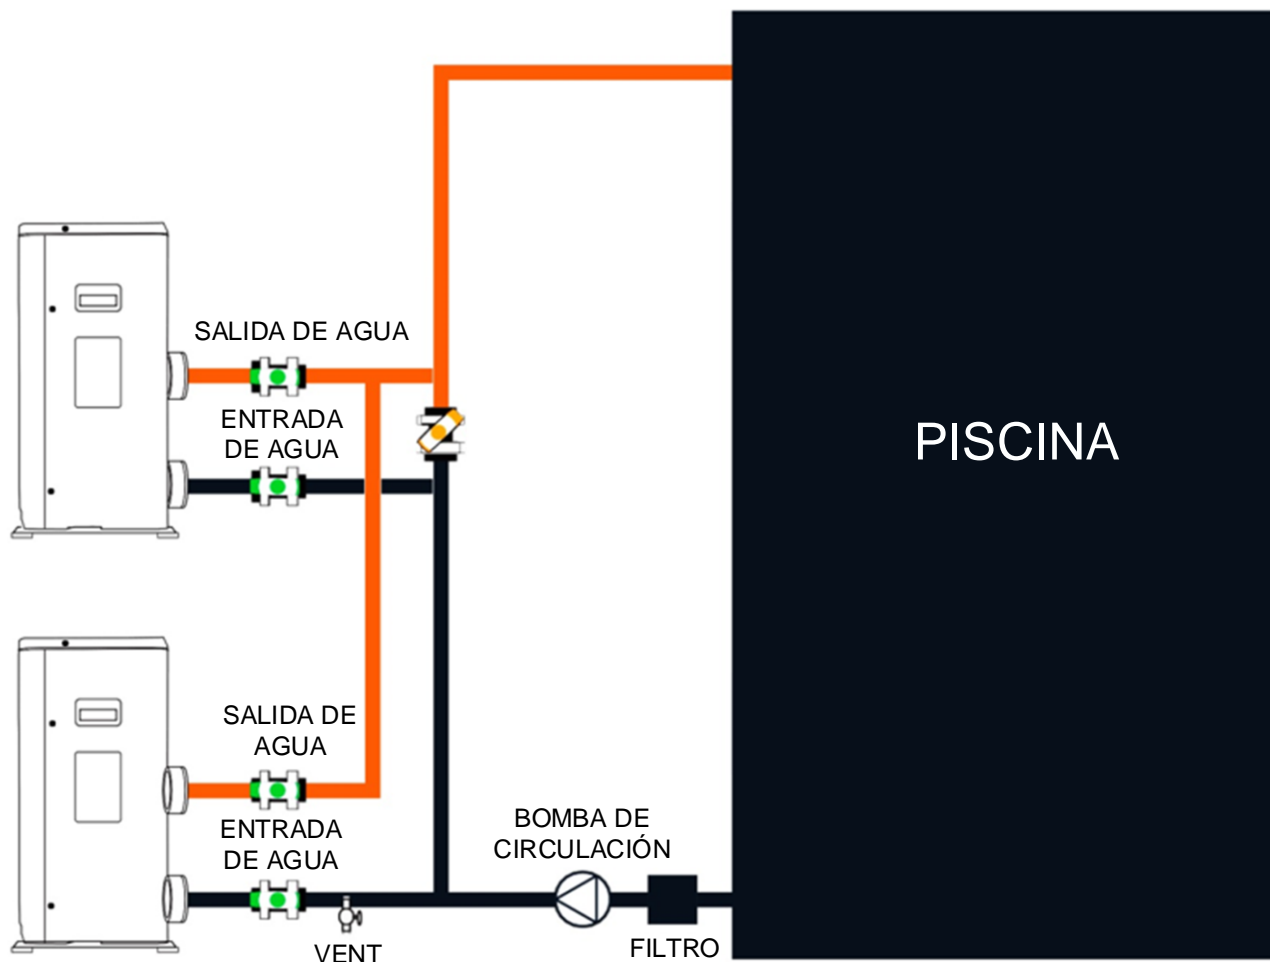 SALIDA DE AGUA
ENTRADA
DE AGUA
PISCINA
SALIDA DE
AGUA
ENTRADA
DE AGUA
BOMBA DE
CIRCULACIÓN
VENT
FILTRO